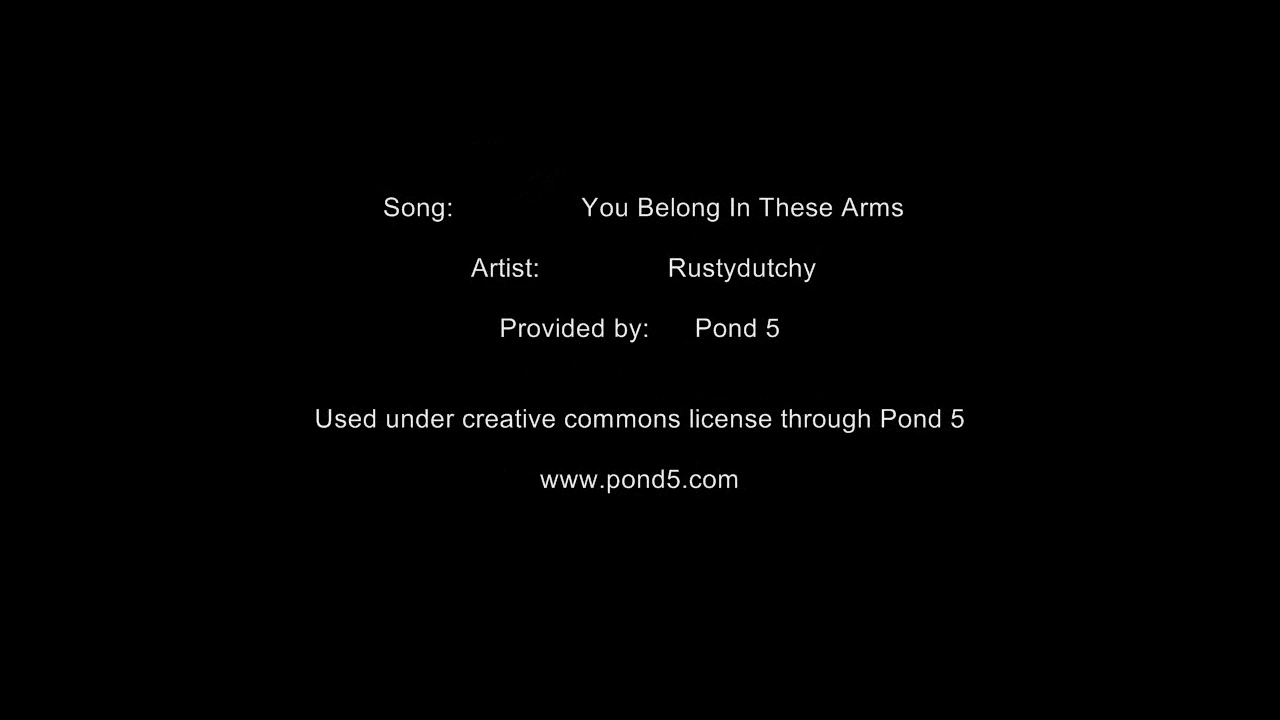 Song: You Belong In These Arms
Artist: Rustydutchy
Provided by: Pond 5
Used under creative commons license through Pond 5
www.pond5.com